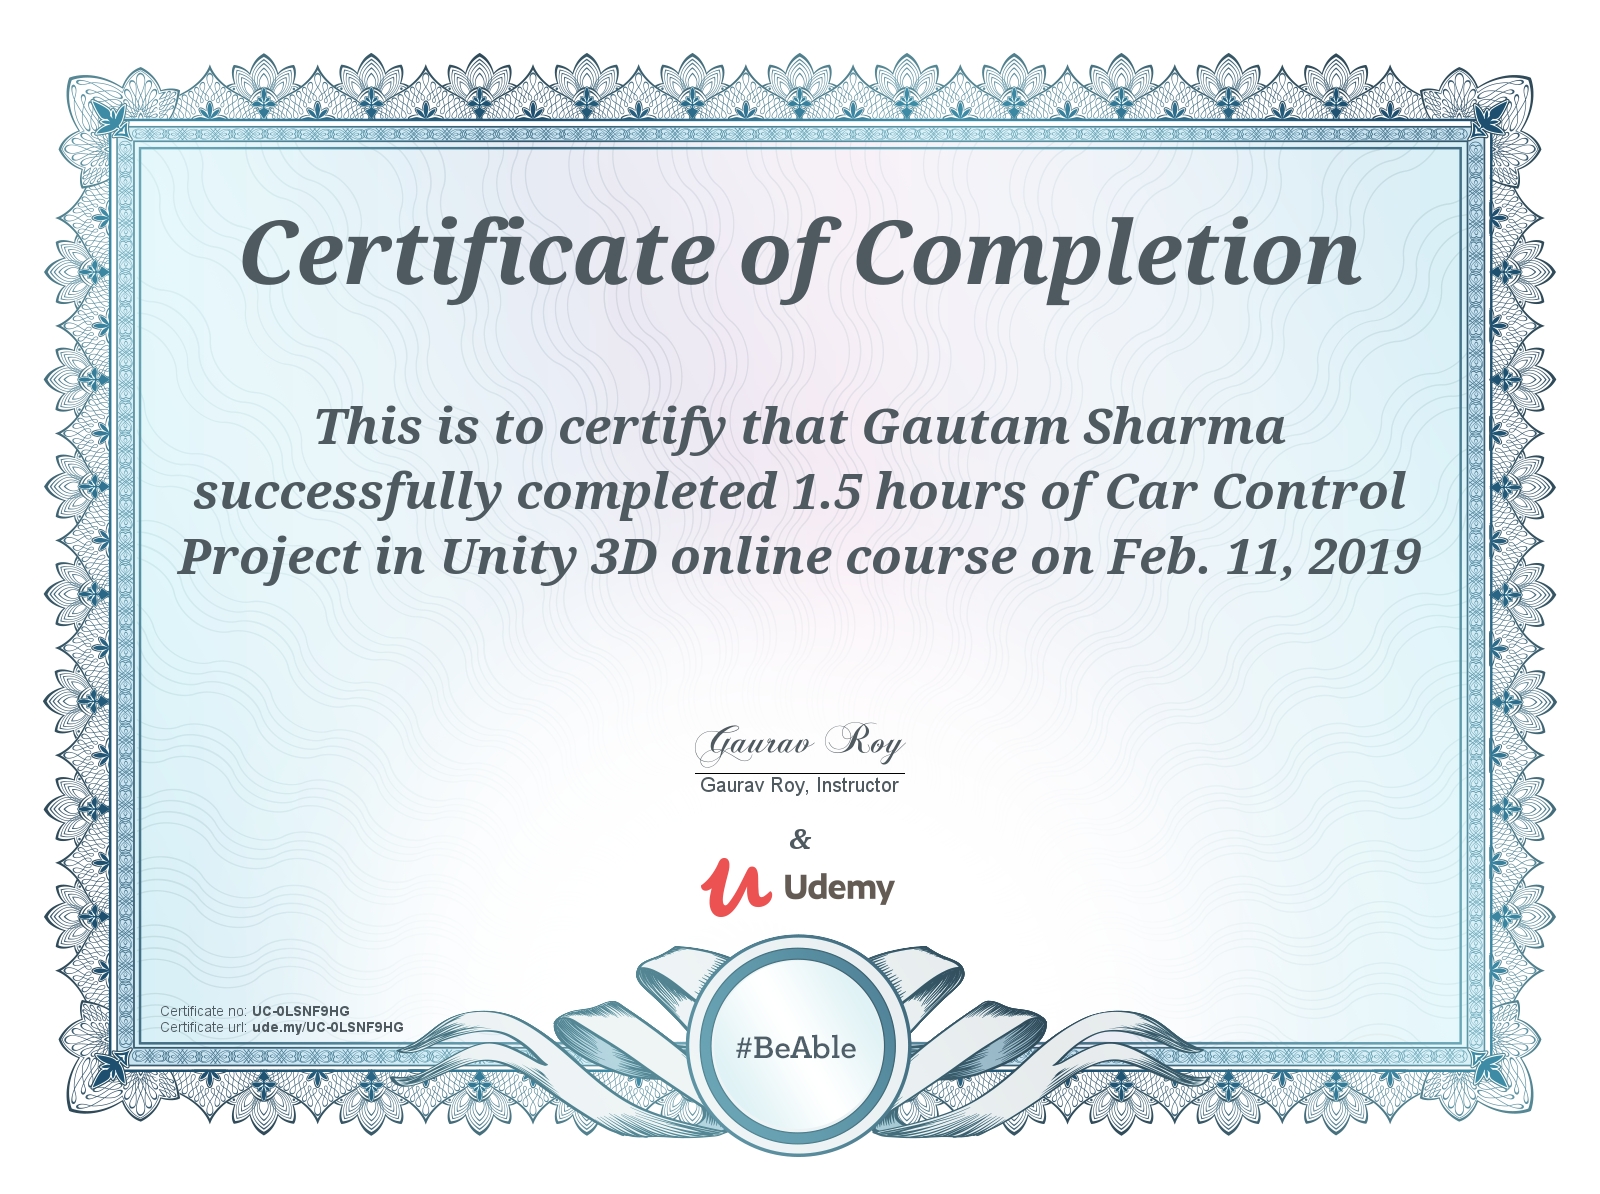 Certificate of Completion
This is to certify that Gautam Sharma
successfully completed 1.5 hours of Car Control
Project in Unity 3D online course on Feb. 11, 2019
Gaurav Roy
Gaurav Roy, Instructor
&
Udemy
Certificate no: UC-0LSNF9HG
Certificate url: ude.my/UC-0LSNF9HG
#BeAble